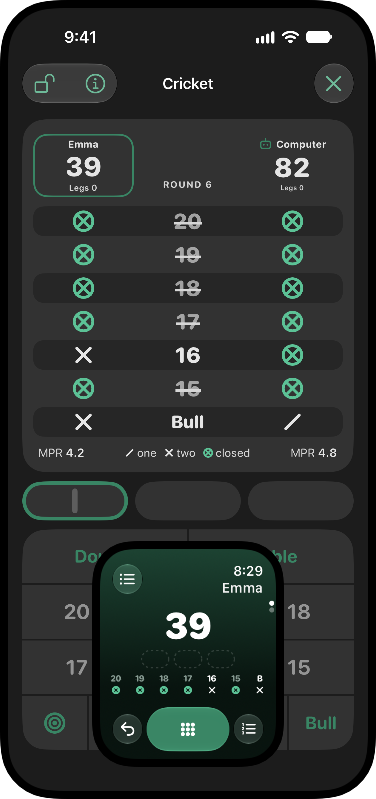 9:41
Cricket
Emma
39
Legs 0
ROUND 6
Computer
82
Legs 0
20
19
18
17
16
15
Bull
MPR 4.2
one two closed
MPR 4.8
20
18
17
15
Bull
8:29
Emma
39
20 19 18 17 16 15 B